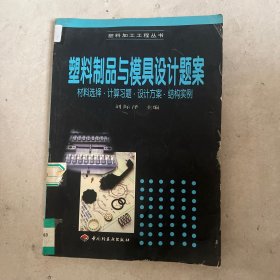 塑料加工工程丛书
塑料制品与模具设计题案
材料选择·计算习题·设计方案·结构实例
主编
中国轻工业出版社